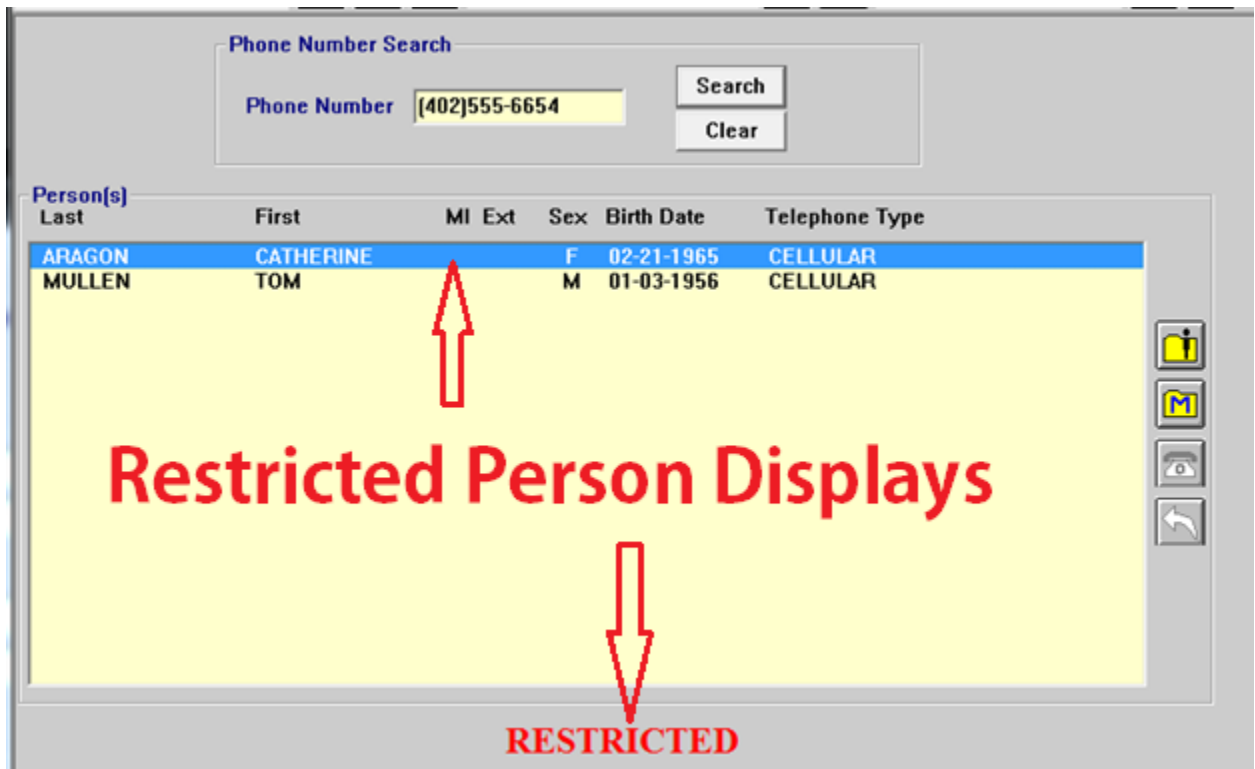 Phone Number Search
Phone Number (402)555-6654 Search
Clear
Person(s)
Last First MI Ext Sex Birth Date Telephone Type
ARAGON CATHERINE F 02-21-1965 CELLULAR
MULLEN TOM M 01-03-1956 CELLULAR
M
Restricted Person Displays
RESTRICTED